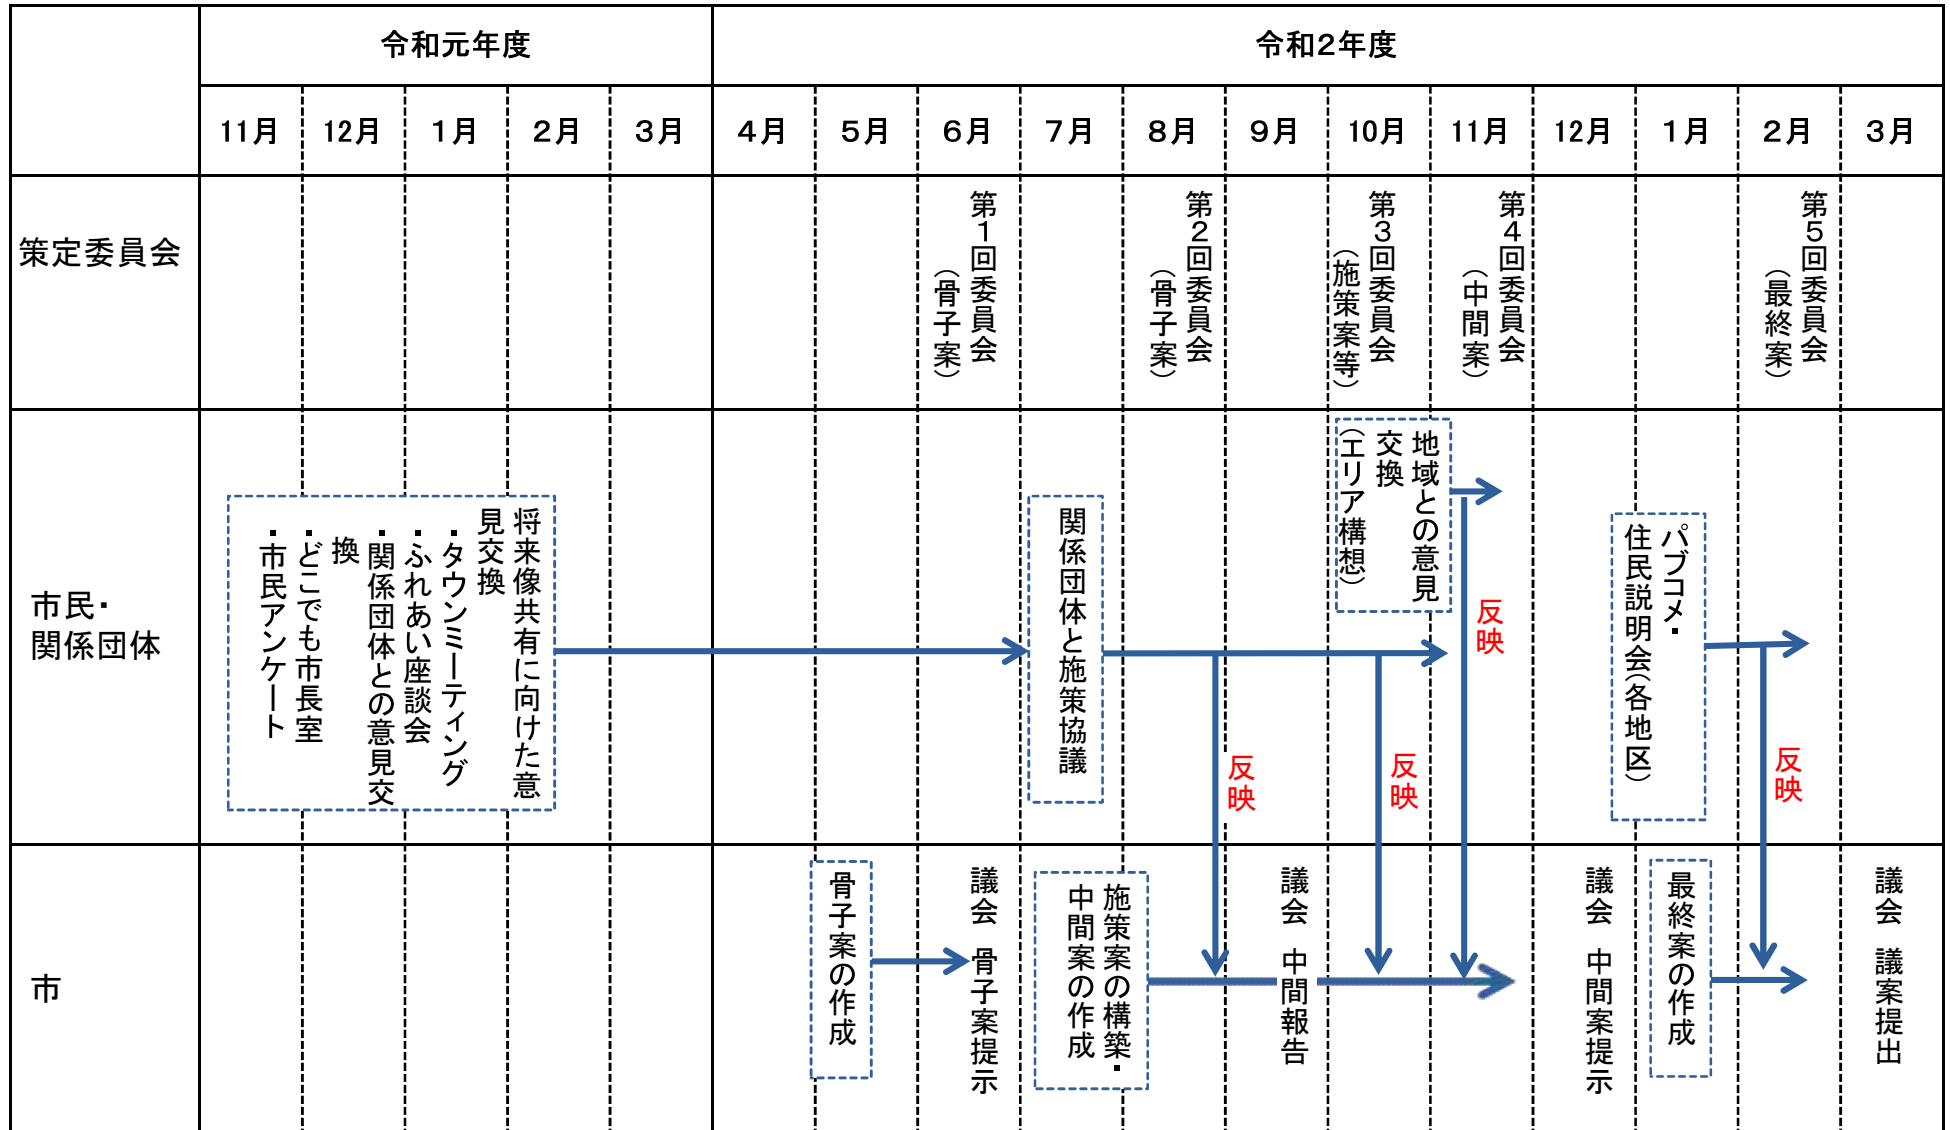 令和元年度
令和２年度
11月
12月
１月
２月
３月
４月
５月
６月
７月
８月
９月
10月
11月
12月
１月
２月
３月
策定委員会
第１回委員会
（骨子案）
第２回委員会
（骨子案）
第３回委員会
（施策案等）
第４回委員会
（中間案）
第５回委員会
（最終案）
市民・
関係団体
将来像共有に向けた意
見交換
・タウンミーティング
・ふれあい座談会
・関係団体との意見交
換
・どこでも市長室
・市民アンケート
関係団体と施策協議
地域との意見
交換
（エリア構想）
パブコメ・
住民説明会（各地区）
反映
反映
反映
反映
市
骨子案の作成
議会　骨子案提示
施策案の構築・
中間案の作成
議会　中間報告
議会　中間案提示
最終案の作成
議会　議案提出